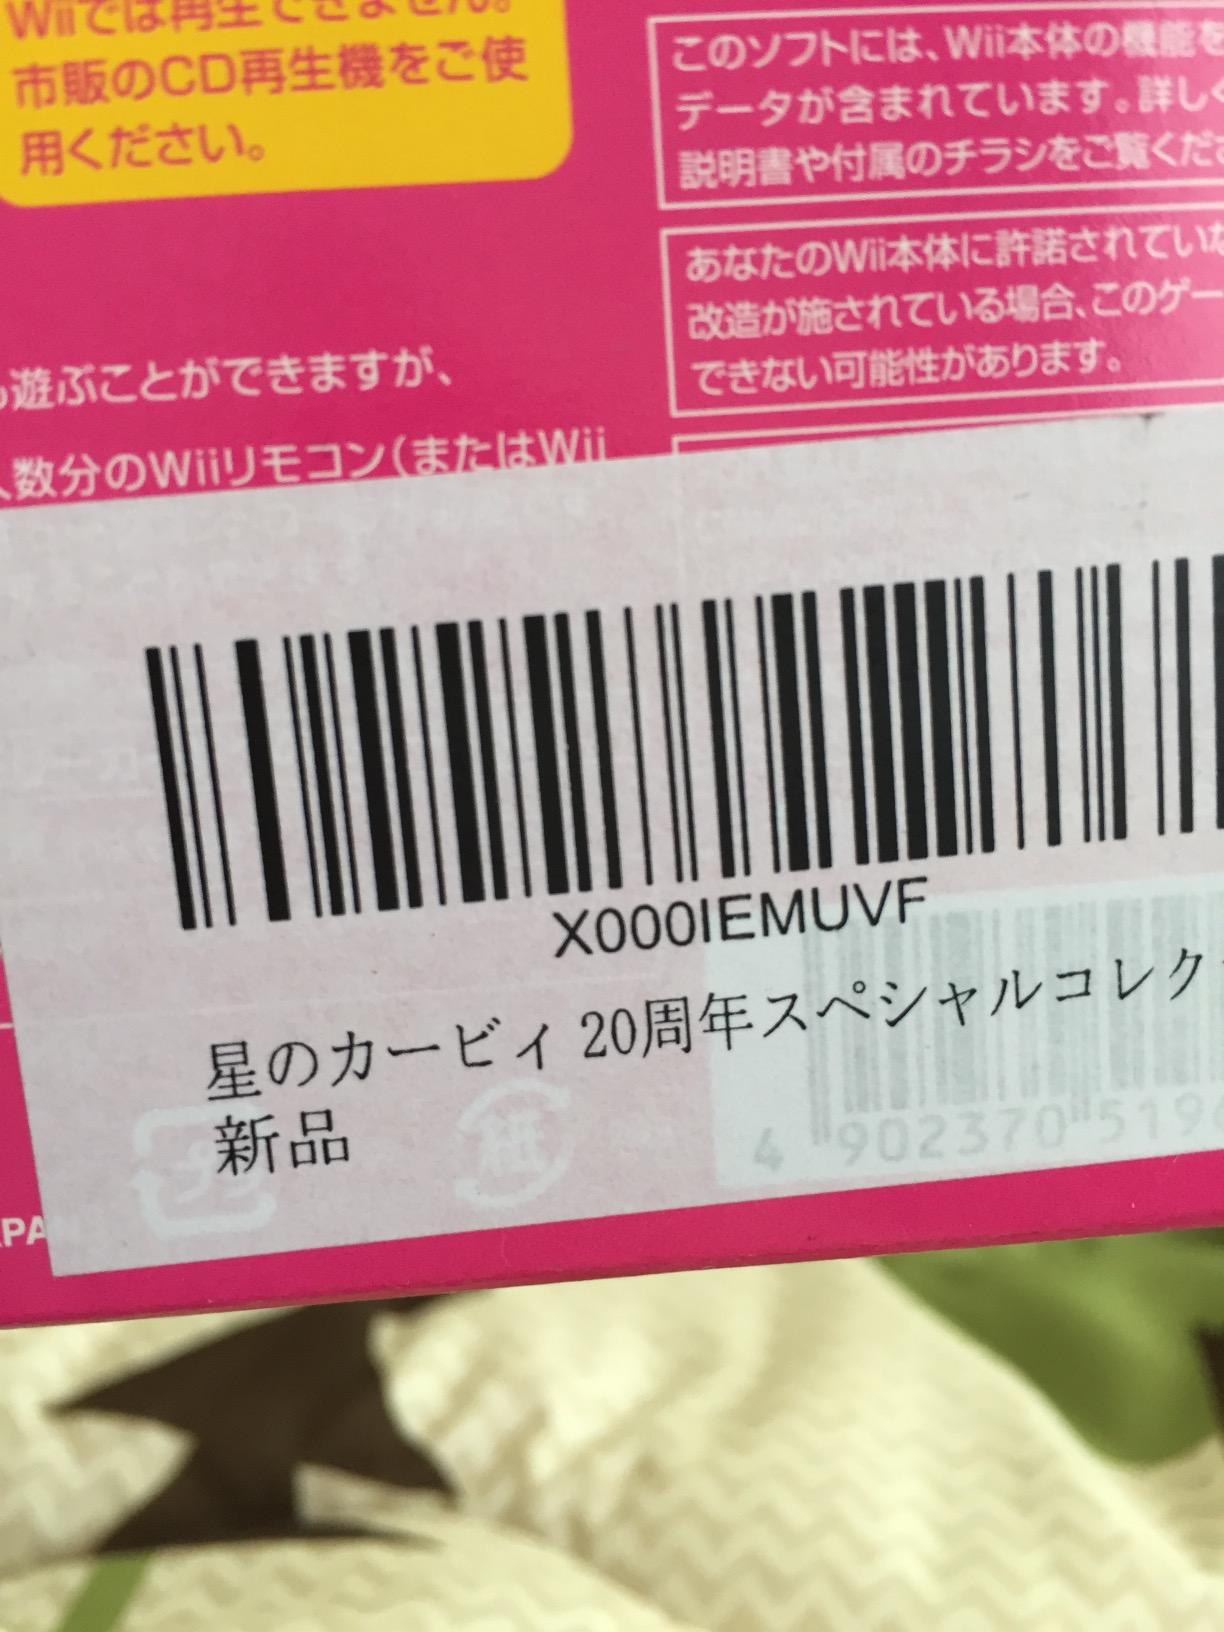 Wiiでは再生できません。
市販のCD再生機をご使
用ください。
このソフトには、Wii本体の機能を
データが含まれています。詳しく
説明書や付属のチラシをご覧くださ
あなたのWii本体に許諾されていな
改造が施されている場合、このゲー
できない可能性があります。
も遊ぶことができますが、
人数分のWiiリモコン(またはWii
X000IEMUVF
星のカービィ 20周年スペシャルコレク
新品
紙
プラ
4 902370 519